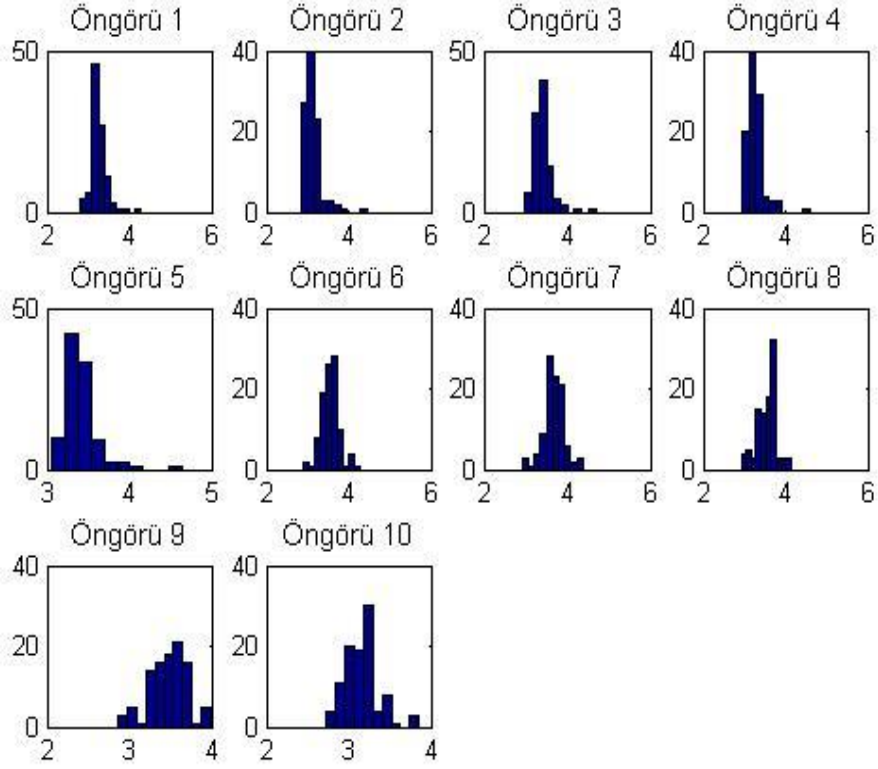 Öngörü 1 Öngörü 2 Öngörü 3 Öngörü 4
50 40 50 40
20 20
0 0 0 0
2 4 6 2 4 6 2 4 6 2 4 6
Öngörü 5 Öngörü 6 Öngörü 7 Öngörü 8
50 40 40 40
20 20 20
0 0 0 0
3 4 5 2 4 6 2 4 6 2 4 6
Öngörü 9 Öngörü 10
40 40
20 20
0 0
2 3 4 2 3 4